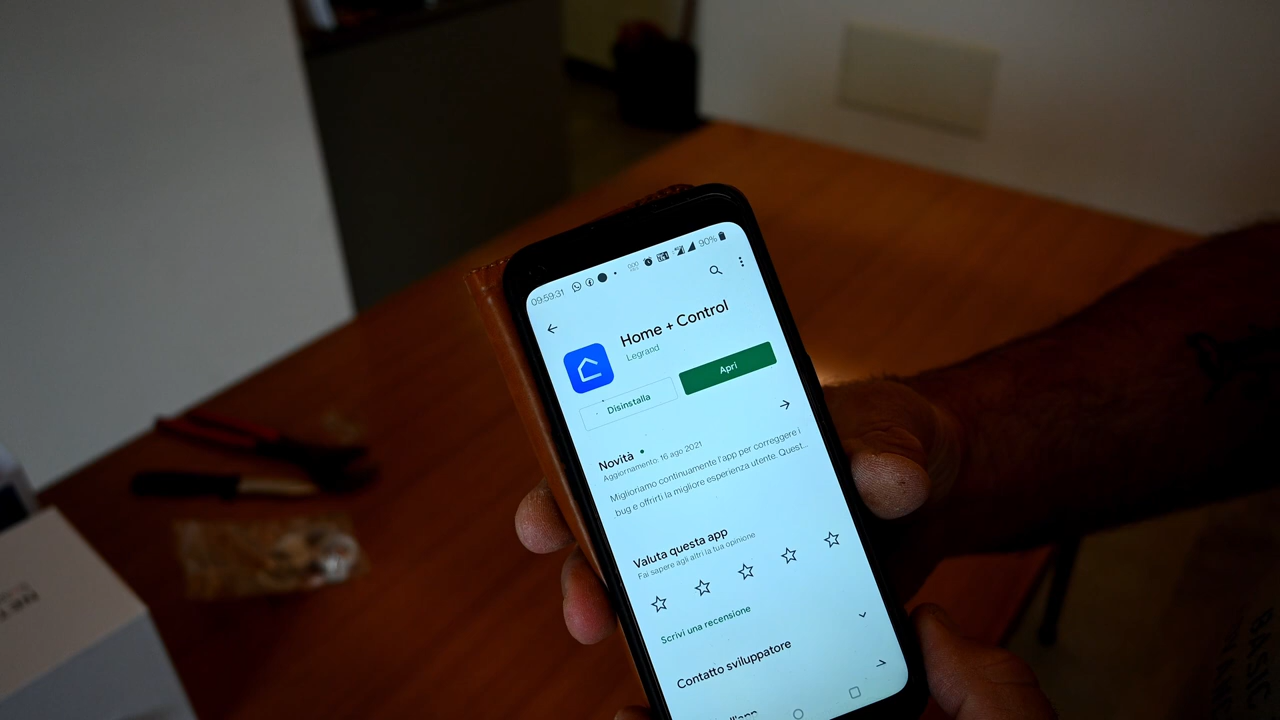 09:59:31
90%
Home + Control
Legrand
Disinstalla
Apri
Novità
Aggiornamento: 16 ago 2021
Miglioriamo continuamente l'app per correggere i
bug e offrirti la migliore esperienza utente. Quest...
Valuta questa app
Fai sapere agli altri la tua opinione
Scrivi una recensione
Contatto sviluppatore
BASIC